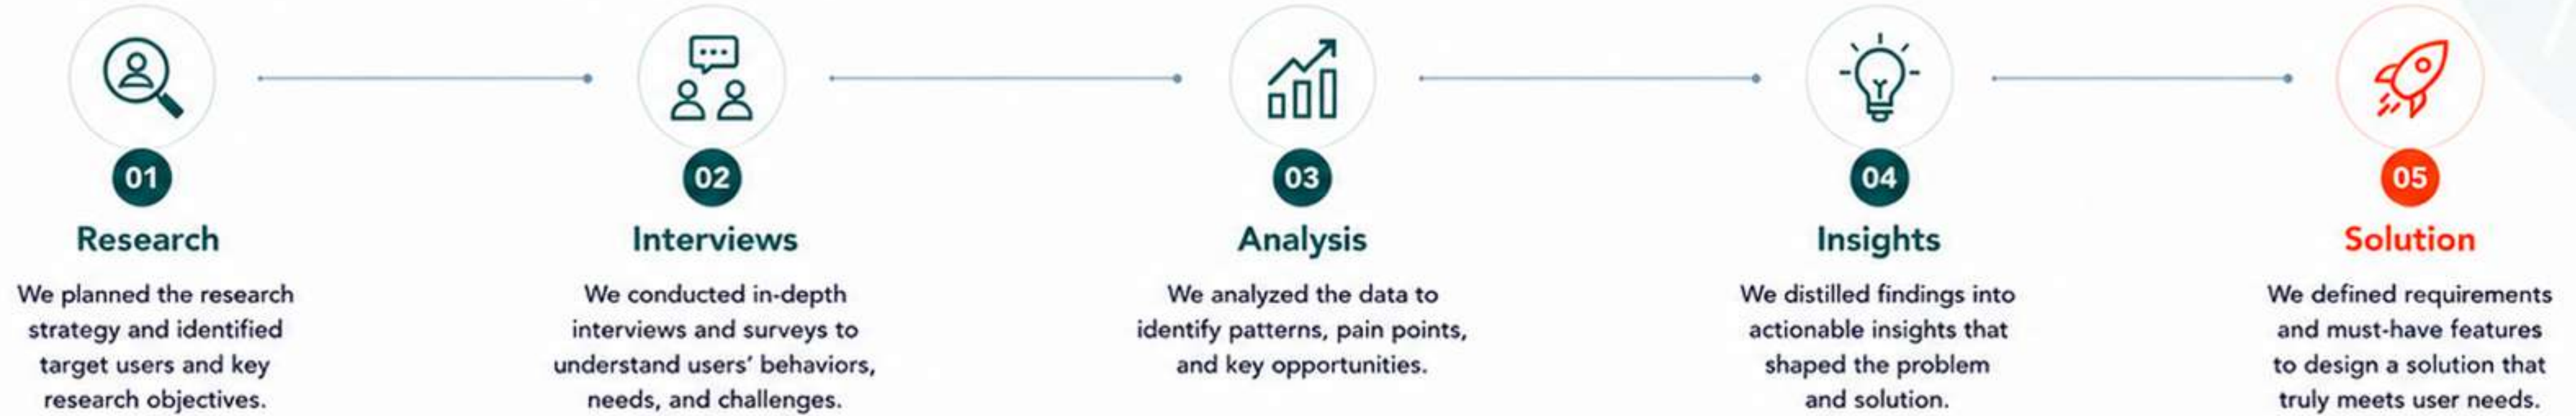 01
Research
We planned the research
strategy and identified
target users and key
research objectives.
02
Interviews
We conducted in-depth
interviews and surveys to
understand users’ behaviors,
needs, and challenges.
03
Analysis
We analyzed the data to
identify patterns, pain points,
and key opportunities.
04
Insights
We distilled findings into
actionable insights that
shaped the problem
and solution.
05
Solution
We defined requirements
and must-have features
to design a solution that
truly meets user needs.